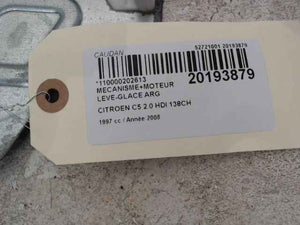 CAUDAN
52721001 20193879
*110000202613
20193879
MECANISME+MOTEUR
LEVE-GLACE ARG
CITROEN C5 2.0 HDI 138CH
1997 cc / Année 2008